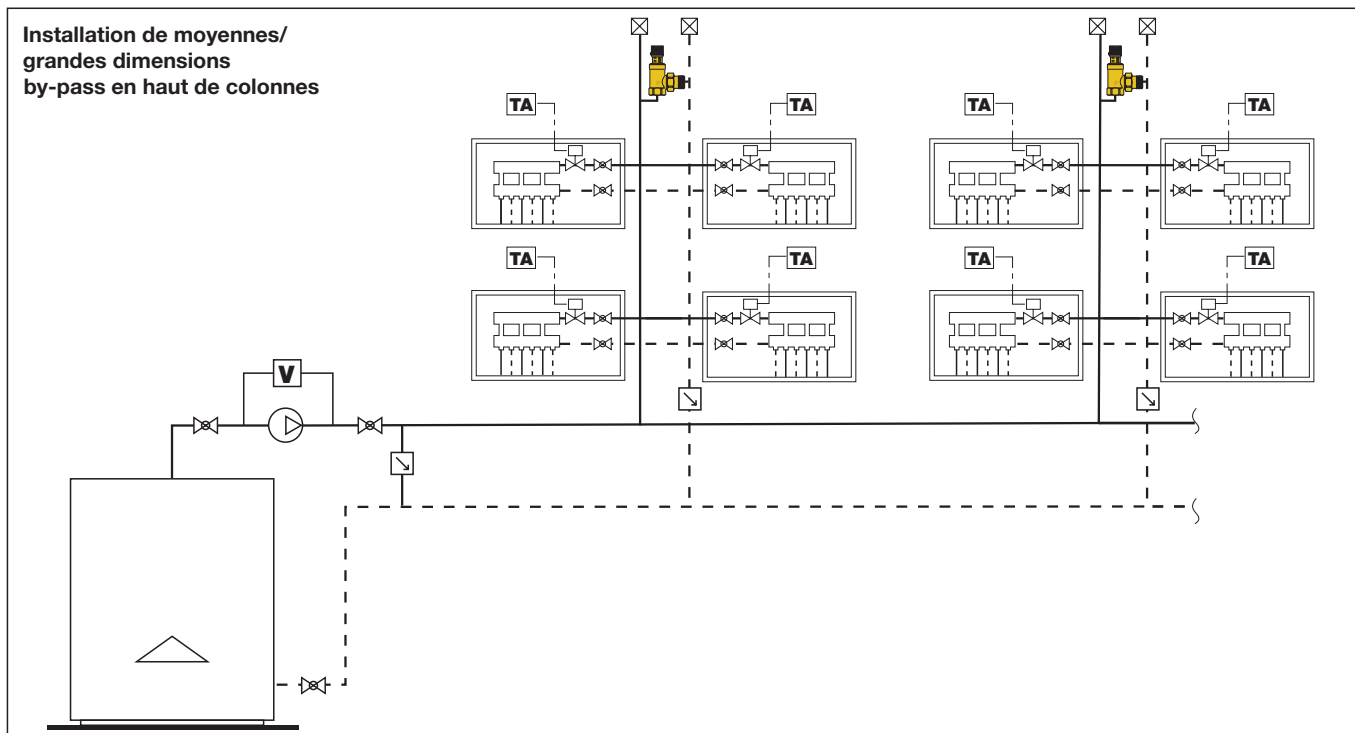 Installation de moyennes/
grandes dimensions
by-pass en haut de colonnes
TA
TA
TA
TA
TA
TA
TA
TA
V